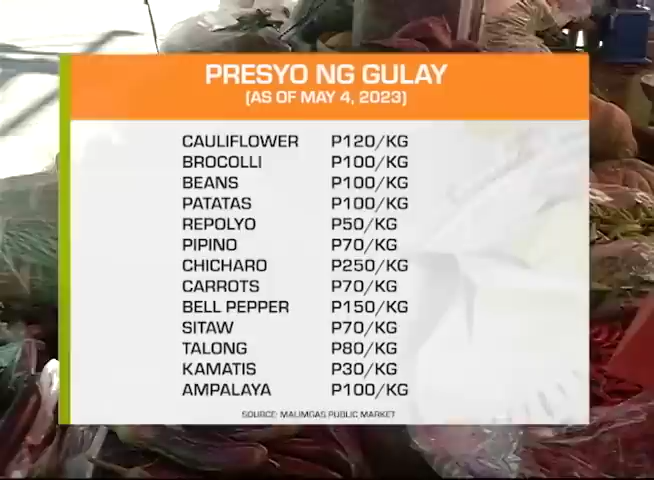 PRESYO NG GULAY
(AS OF MAY 4, 2023)
CAULIFLOWER P120/KG
BROCOLLI P100/KG
BEANS P100/KG
PATATAS P100/KG
REPOLYO P50/KG
PIPINO P70/KG
CHICHARO P250/KG
CARROTS P70/KG
BELL PEPPER P150/KG
SITAW P70/KG
TALONG P80/KG
KAMATIS P30/KG
AMPALAYA P100/KG
SOURCE: MALIMGAS PUBLIC MARKET